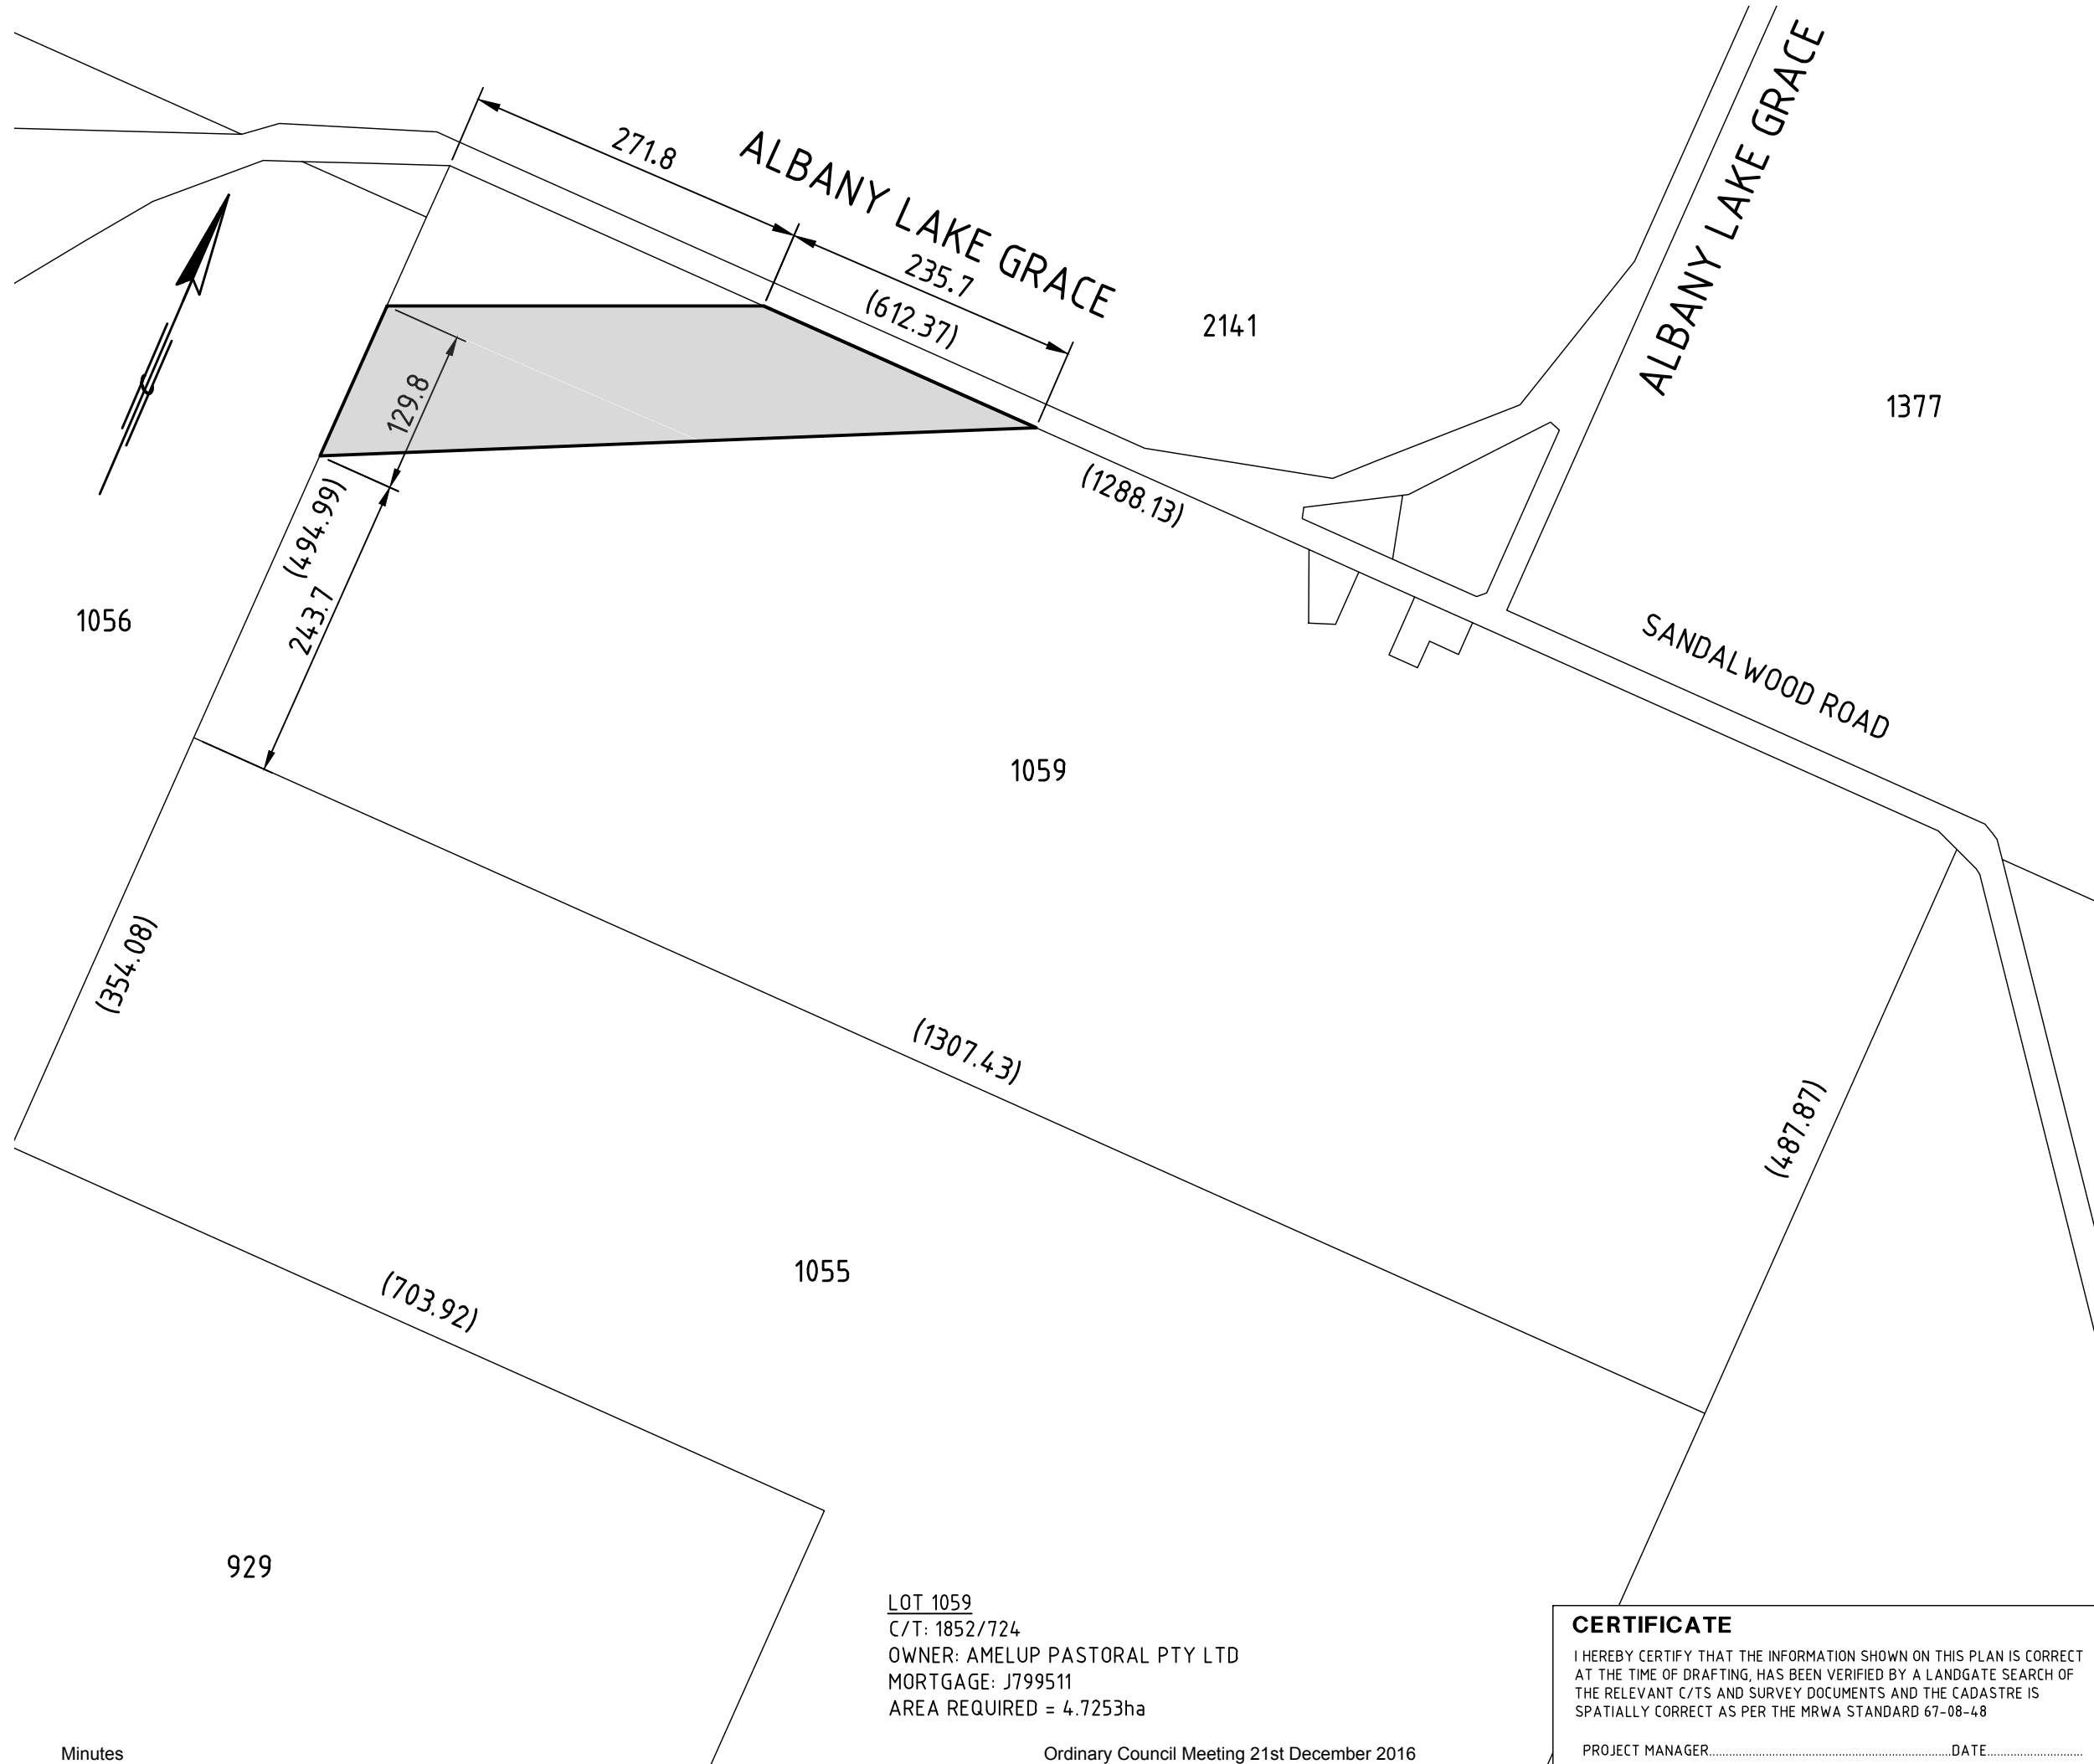 271.8
ALBANY LAKE GRACE
235.7
(612.37)
2141
ALBANY LAKE GRACE
1377
129.8
(494.99)
243.7
(1288.13)
1056
SANDALWOOD ROAD
1059
(354.08)
(1307.43)
(487.87)
1055
(703.92)
929
LOT 1059
C/T: 1852/724
OWNER: AMELUP PASTORAL PTY LTD
MORTGAGE: J799511
AREA REQUIRED = 4.7253ha
CERTIFICATE
I HEREBY CERTIFY THAT THE INFORMATION SHOWN ON THIS PLAN IS CORRECT
AT THE TIME OF DRAFTING, HAS BEEN VERIFIED BY A LANDGATE SEARCH OF
THE RELEVANT C/TS AND SURVEY DOCUMENTS AND THE CADASTRE IS
SPATIALLY CORRECT AS PER THE MRWA STANDARD 67-08-48
PROJECT MANAGER..........DATE..........
Minutes
Ordinary Council Meeting 21st December 2016